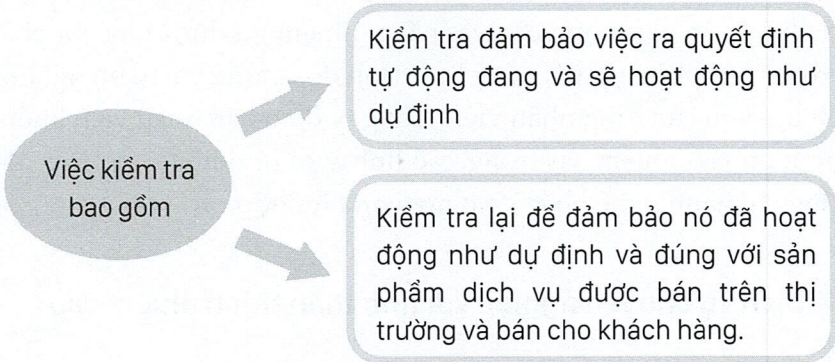 Kiểm tra đảm bảo việc ra quyết định
tự động đang và sẽ hoạt động như
dự định
Việc kiểm tra
bao gồm
Kiểm tra lại để đảm bảo nó đã hoạt
động như dự định và đúng với sản
phẩm dịch vụ được bán trên thị
trường và bán cho khách hàng.